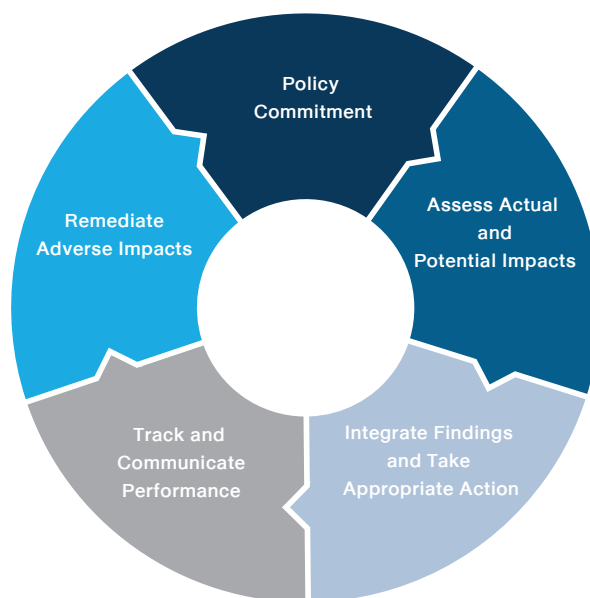 Policy
Commitment
Assess Actual
and
Potential Impacts
Integrate Findings
and Take
Appropriate Action
Track and
Communicate
Performance
Remediate
Adverse Impacts